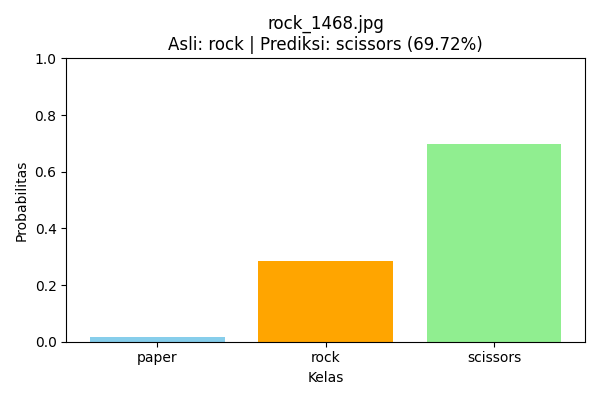 rock_1468.jpg
Asli: rock | Prediksi: scissors (69.72%)
1.0
0.8
0.6
0.4
0.2
0.0
Probabilitas
paper rock scissors
Kelas